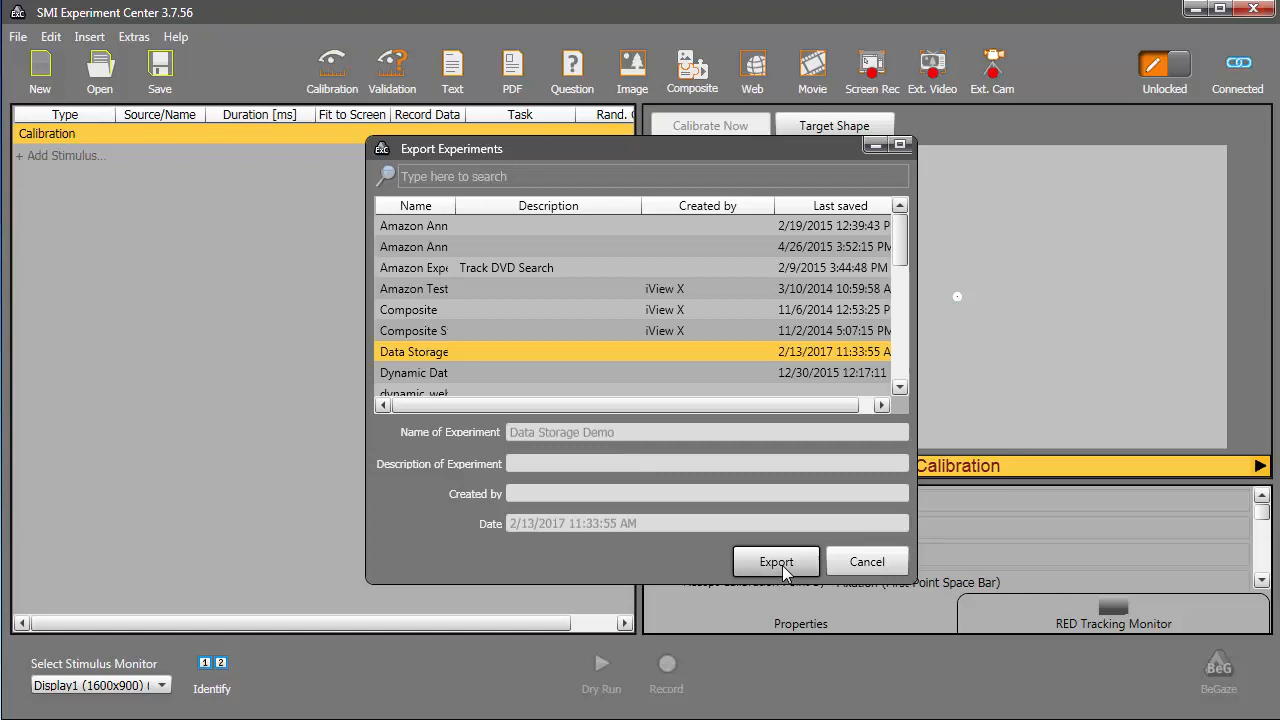 EXC SMI Experiment Center 3.7.56
File Edit Insert Extras Help
New Open Save Calibration Validation Text PDF Question Image Composite Web Movie Screen Rec Ext. Video Ext. Cam Unlocked Connected
Type Source/Name Duration [ms] Fit to Screen Record Data Task Rand.
Calibration
+ Add Stimulus...
Calibrate Now Target Shape
EXC Export Experiments
Type here to search
Name Description Created by Last saved
Amazon Ann 2/19/2015 12:39:43 P
Amazon Ann 4/26/2015 3:52:15 PM
Amazon Expe Track DVD Search 2/9/2015 3:44:48 PM
Amazon Test iView X 3/10/2014 10:59:58 A
Composite iView X 11/6/2014 12:53:25 P
Composite S iView X 11/2/2014 5:07:15 PM
Data Storage 2/13/2017 11:33:55 A
Dynamic Dat 12/30/2015 12:17:11
dynamic web
Name of Experiment Data Storage Demo
Description of Experiment
Created by
Date 2/13/2017 11:33:55 AM
Export Cancel
Calibration
Fixation (First Point Space Bar)
Properties RED Tracking Monitor
Select Stimulus Monitor
Display1 (1600x900) (
1 2
Identify
Dry Run Record
BeG
BeGaze